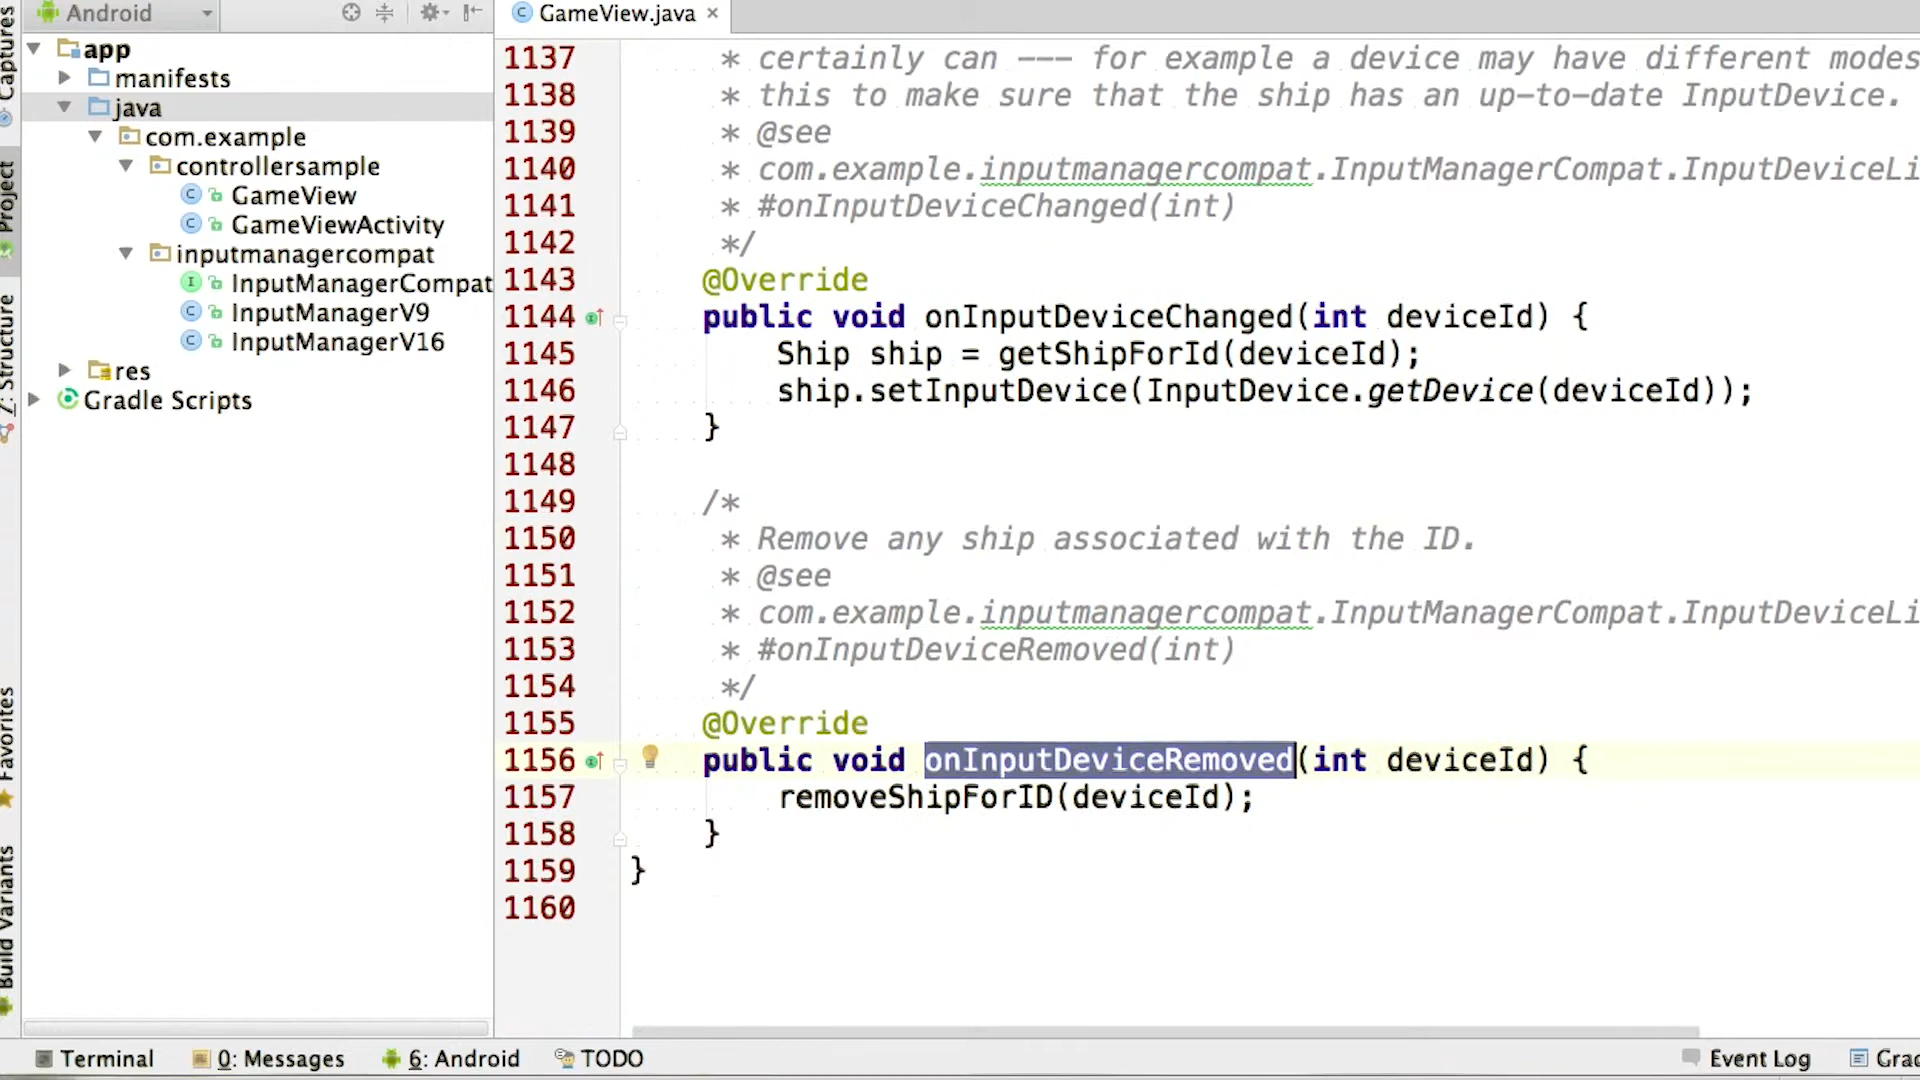 Android
GameView.java
Captures
Project
Z: Structure
Favorites
Build Variants
app
manifests
java
com.example
controllersample
GameView
GameViewActivity
inputmanagercompat
InputManagerCompat
InputManagerV9
InputManagerV16
res
Gradle Scripts
1137 * certainly can --- for example a device may have different modes
1138 * this to make sure that the ship has an up-to-date InputDevice.
1139 * @see
1140 * com.example.inputmanagercompat.InputManagerCompat.InputDeviceLi
1141 * #onInputDeviceChanged(int)
1142 */
1143 @Override
1144 public void onInputDeviceChanged(int deviceId) {
1145 Ship ship = getShipForId(deviceId);
1146 ship.setInputDevice(InputDevice.getDevice(deviceId));
1147 }
1148
1149 /*
1150 * Remove any ship associated with the ID.
1151 * @see
1152 * com.example.inputmanagercompat.InputManagerCompat.InputDeviceLi
1153 * #onInputDeviceRemoved(int)
1154 */
1155 @Override
1156 public void onInputDeviceRemoved(int deviceId) {
1157 removeShipForID(deviceId);
1158 }
1159 }
1160
Terminal 0: Messages 6: Android TODO Event Log Grad